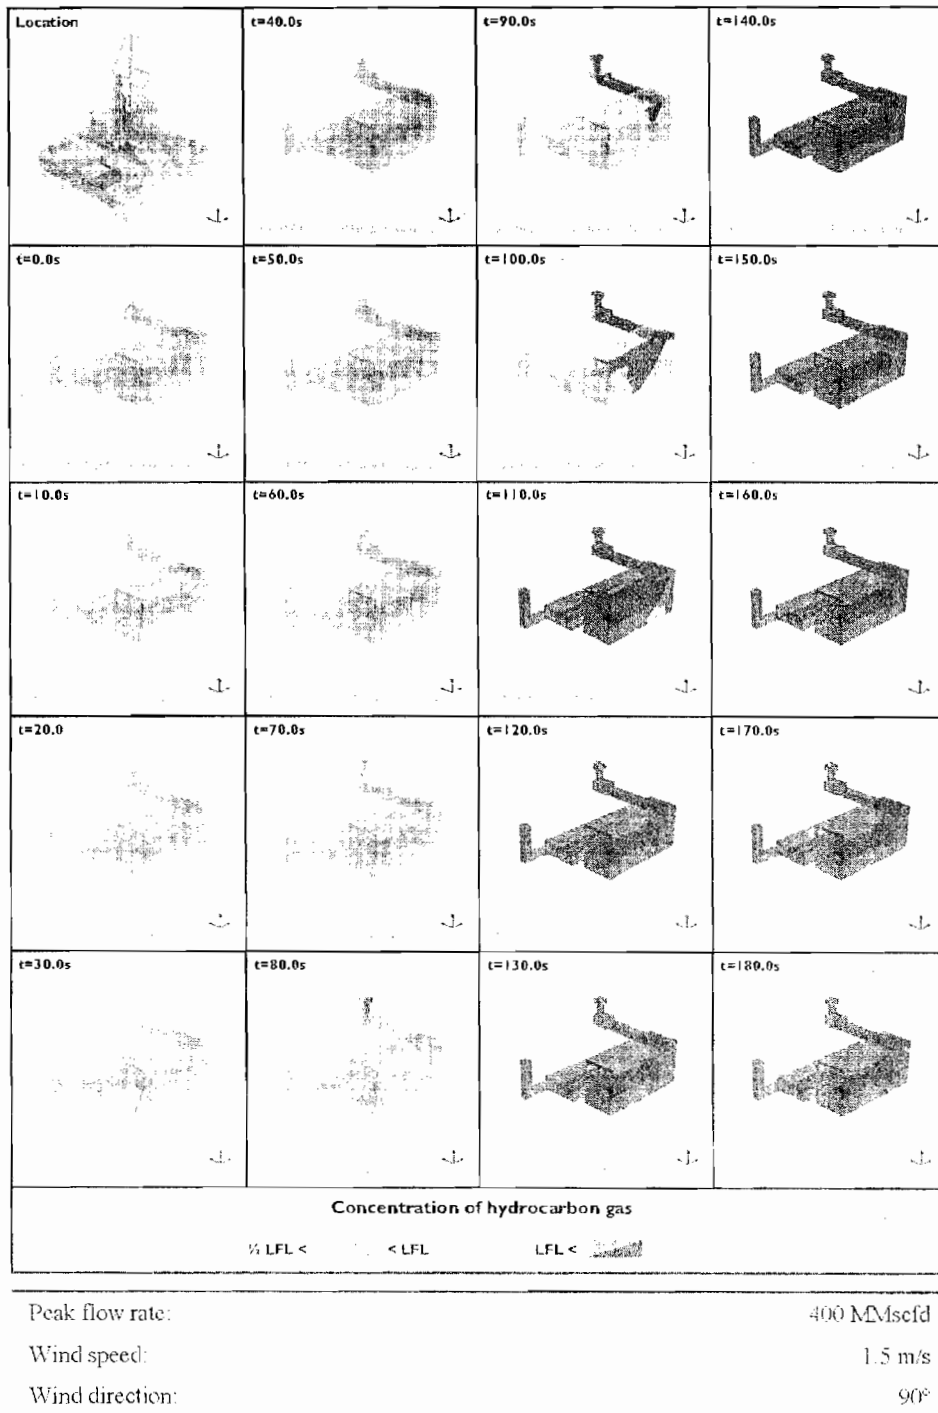 Location
t=40.0s
t=90.0s
t=140.0s
t=0.0s
t=50.0s
t=100.0s
t=150.0s
t=10.0s
t=60.0s
t=110.0s
t=160.0s
t=20.0
t=70.0s
t=120.0s
t=170.0s
t=30.0s
t=80.0s
t=130.0s
t=180.0s
Concentration of hydrocarbon gas
½ LFL < < LFL LFL <
Peak flow rate: 400 MMscfd
Wind speed: 1.5 m/s
Wind direction: 90°